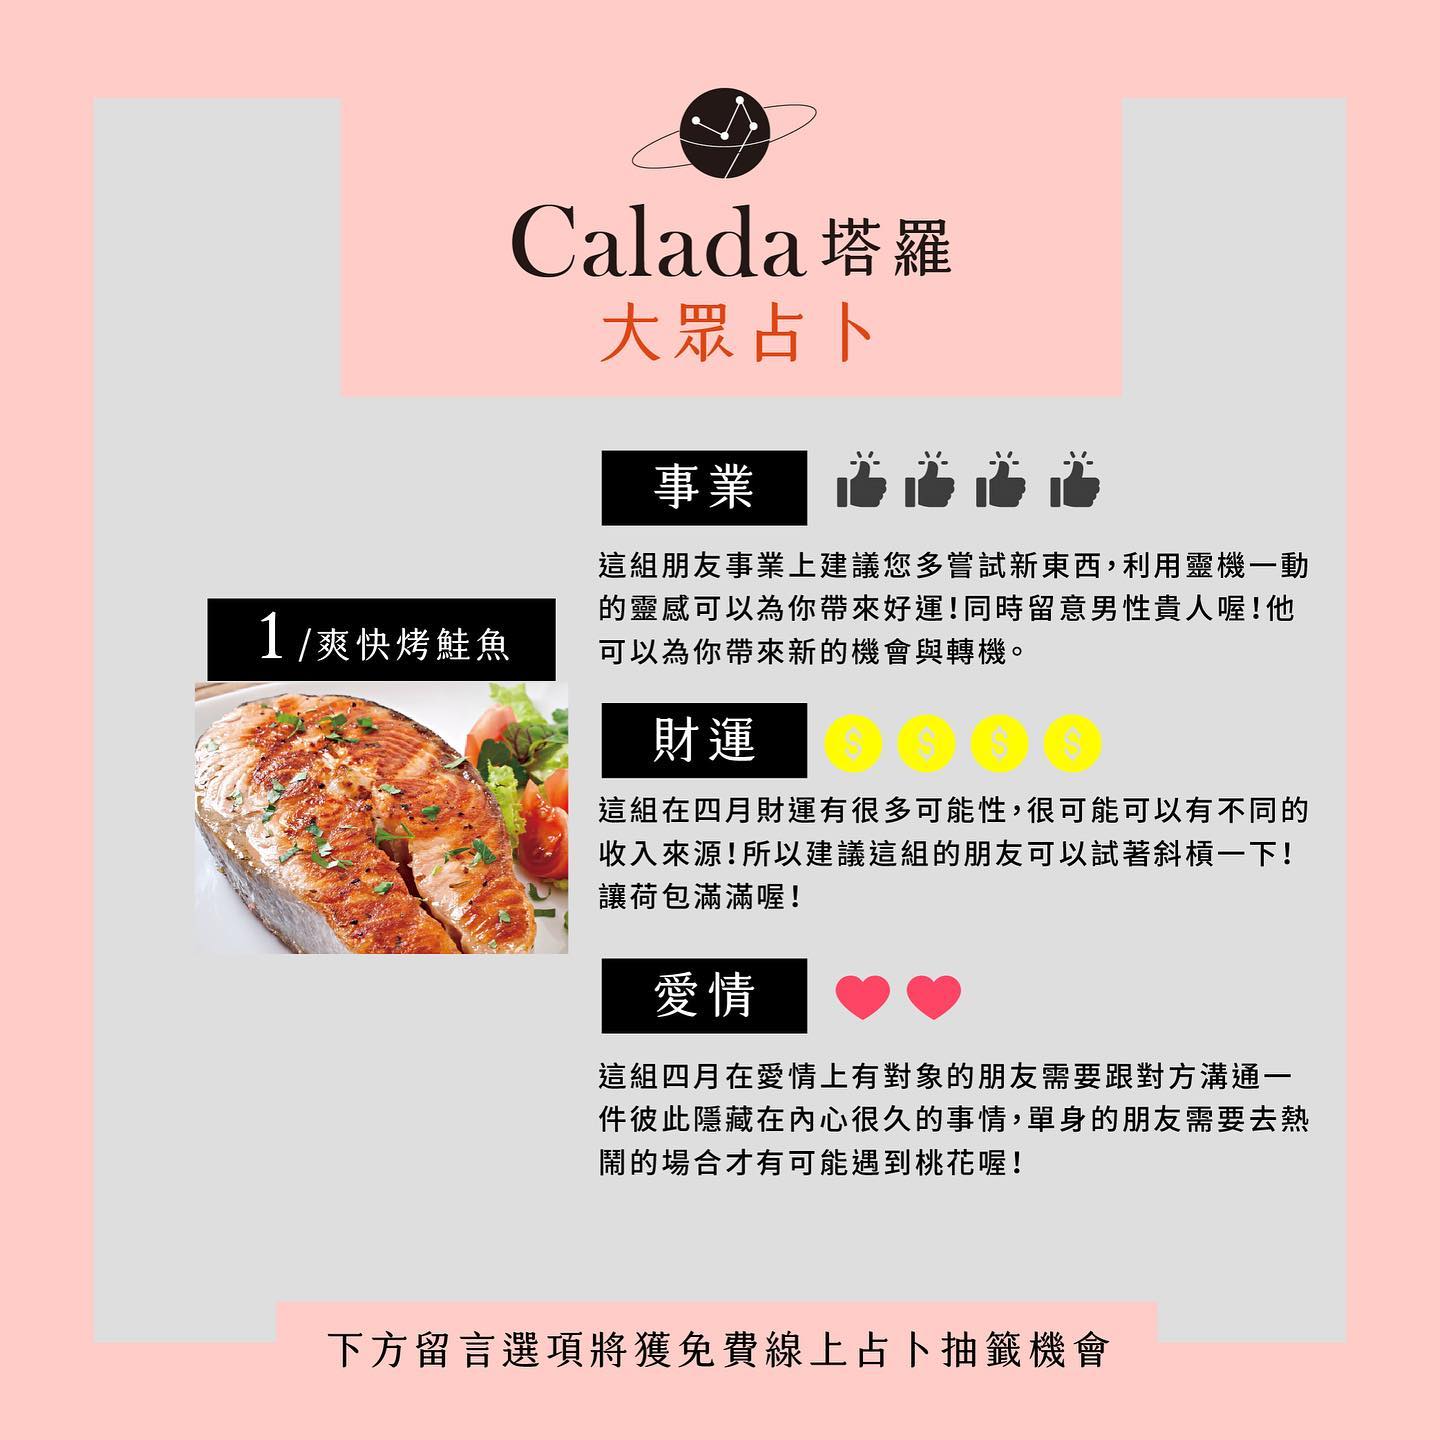 Calada塔羅
大眾占卜
1/爽快烤鮭魚
事業
這組朋友事業上建議您多嘗試新東西，利用靈機一動
的靈感可以為你帶來好運！同時留意男性貴人喔！他
可以為你帶來新的機會與轉機。
財運
這組在四月財運有很多可能性，很可能可以有不同的
收入來源！所以建議這組的朋友可以試著斜槓一下！
讓荷包滿滿喔！
愛情
這組四月在愛情上有對象的朋友需要跟對方溝通一
件彼此隱藏在內心很久的事情，單身的朋友需要去熱
鬧的場合才有可能遇到桃花喔！
下方留言選項將獲免費線上占卜抽籤機會